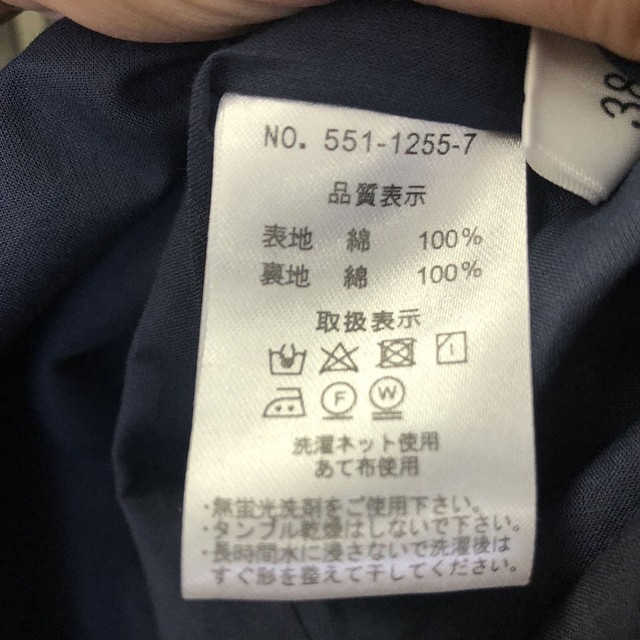 NO. 551-1255-7
品質表示
表地 綿 100%
裏地 綿 100%
取扱表示
F W
洗濯ネット使用
あて布使用
・無蛍光洗剤をご使用下さい。
・タンブル乾燥はしないで下さい。
・長時間水に浸さないで洗濯後は
すぐ形を整えて干してください。
38